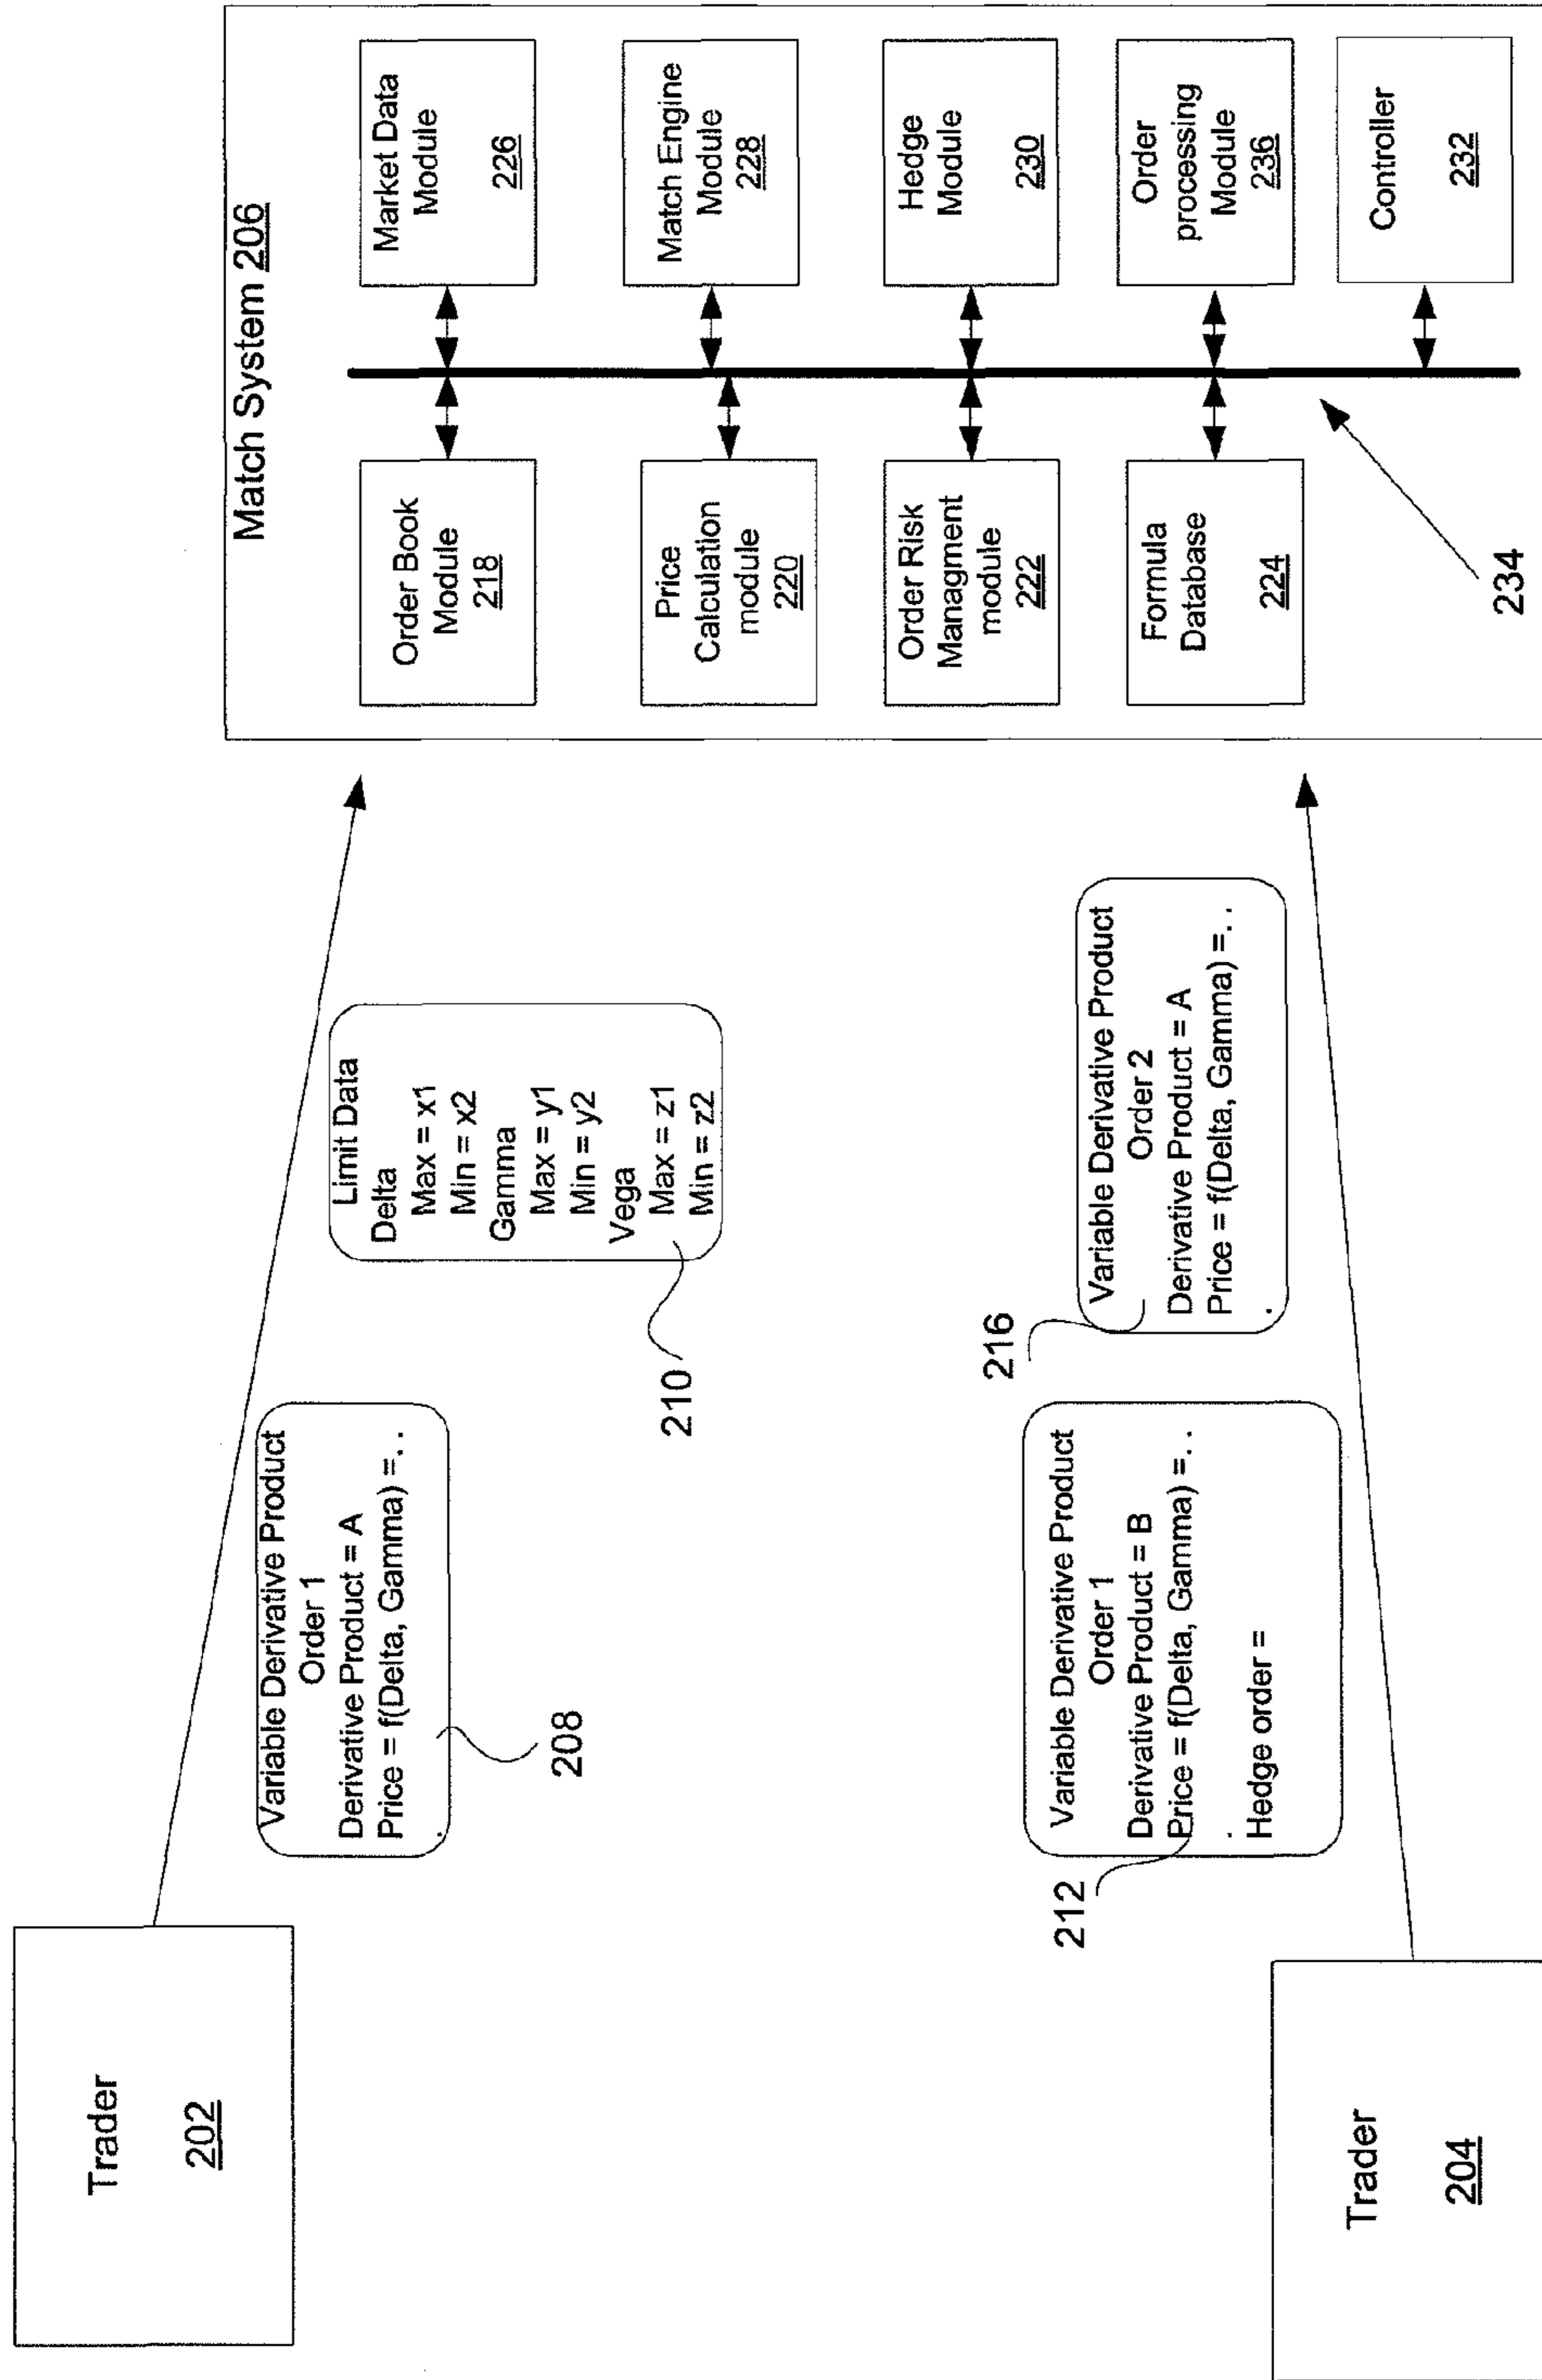 Trader
202
Variable Derivative Product
Order 1
Derivative Product = A
Price = f(Delta, Gamma) =. .
.
208
Limit Data
Delta
Max = x1
Min = x2
Gamma
Max = y1
Min = y2
Vega
Max = z1
Min = z2
210
Trader
204
212
Variable Derivative Product
Order 1
Derivative Product = B
Price = f(Delta, Gamma) =. .
.
Hedge order =
216
Variable Derivative Product
Order 2
Derivative Product = A
Price = f(Delta, Gamma) =. .
.
Match System 206
Order Book
Module
218
Market Data
Module
226
Price
Calculation
module
220
Match Engine
Module
228
Order Risk
Managment
module
222
Hedge
Module
230
Formula
Database
224
Order
processing
Module
236
Controller
232
234